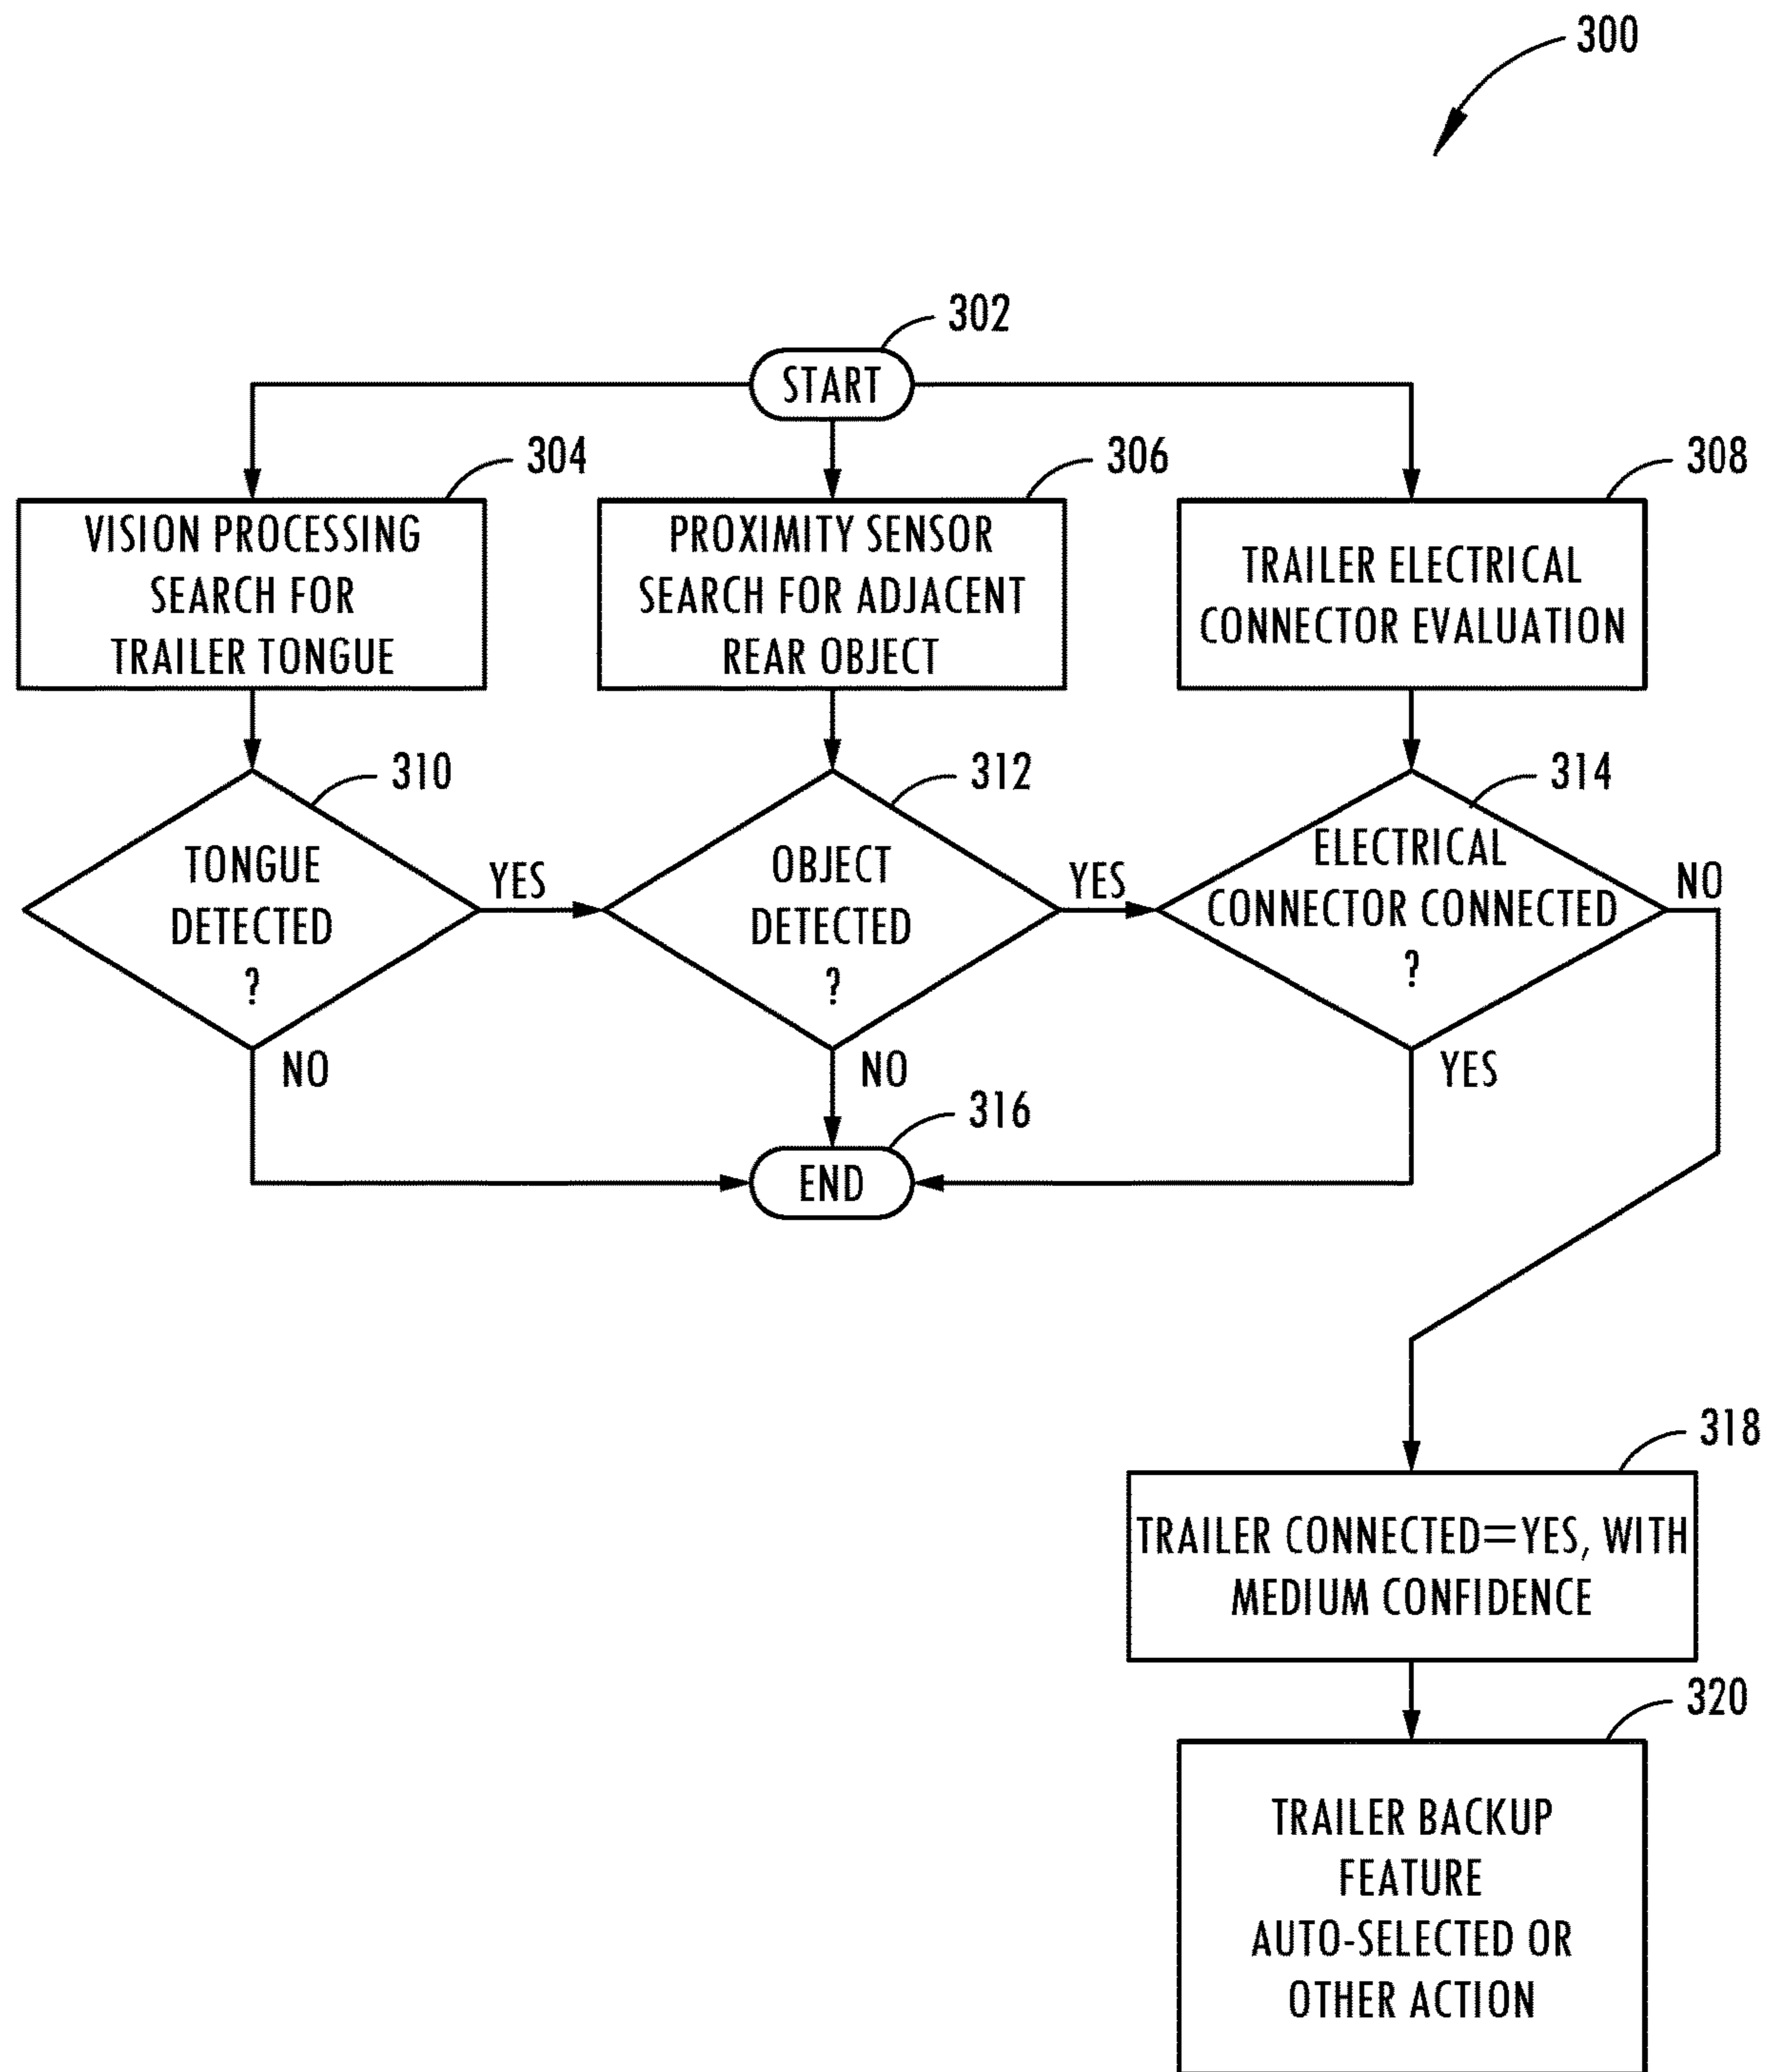 300
302
START
304
306
308
VISION PROCESSING
SEARCH FOR
TRAILER TONGUE
PROXIMITY SENSOR
SEARCH FOR ADJACENT
REAR OBJECT
TRAILER ELECTRICAL
CONNECTOR EVALUATION
310
312
314
TONGUE
DETECTED
?
YES
OBJECT
DETECTED
?
YES
ELECTRICAL
CONNECTOR CONNECTED
?
NO
NO
NO
YES
316
END
318
TRAILER CONNECTED=YES, WITH
MEDIUM CONFIDENCE
320
TRAILER BACKUP
FEATURE
AUTO-SELECTED OR
OTHER ACTION